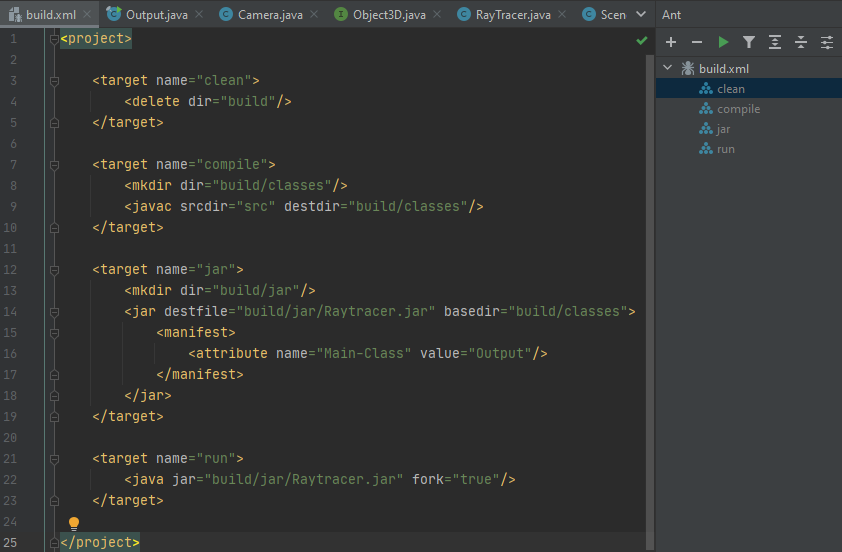 build.xml Output.java Camera.java Object3D.java RayTracer.java Scen Ant
1 <project>
2
3 <target name="clean">
4 <delete dir="build"/>
5 </target>
6
7 <target name="compile">
8 <mkdir dir="build/classes"/>
9 <javac srcdir="src" destdir="build/classes"/>
10 </target>
11
12 <target name="jar">
13 <mkdir dir="build/jar"/>
14 <jar destfile="build/jar/Raytracer.jar" basedir="build/classes">
15 <manifest>
16 <attribute name="Main-Class" value="Output"/>
17 </manifest>
18 </jar>
19 </target>
20
21 <target name="run">
22 <java jar="build/jar/Raytracer.jar" fork="true"/>
23 </target>
24
25 </project>
build.xml
clean
compile
jar
run